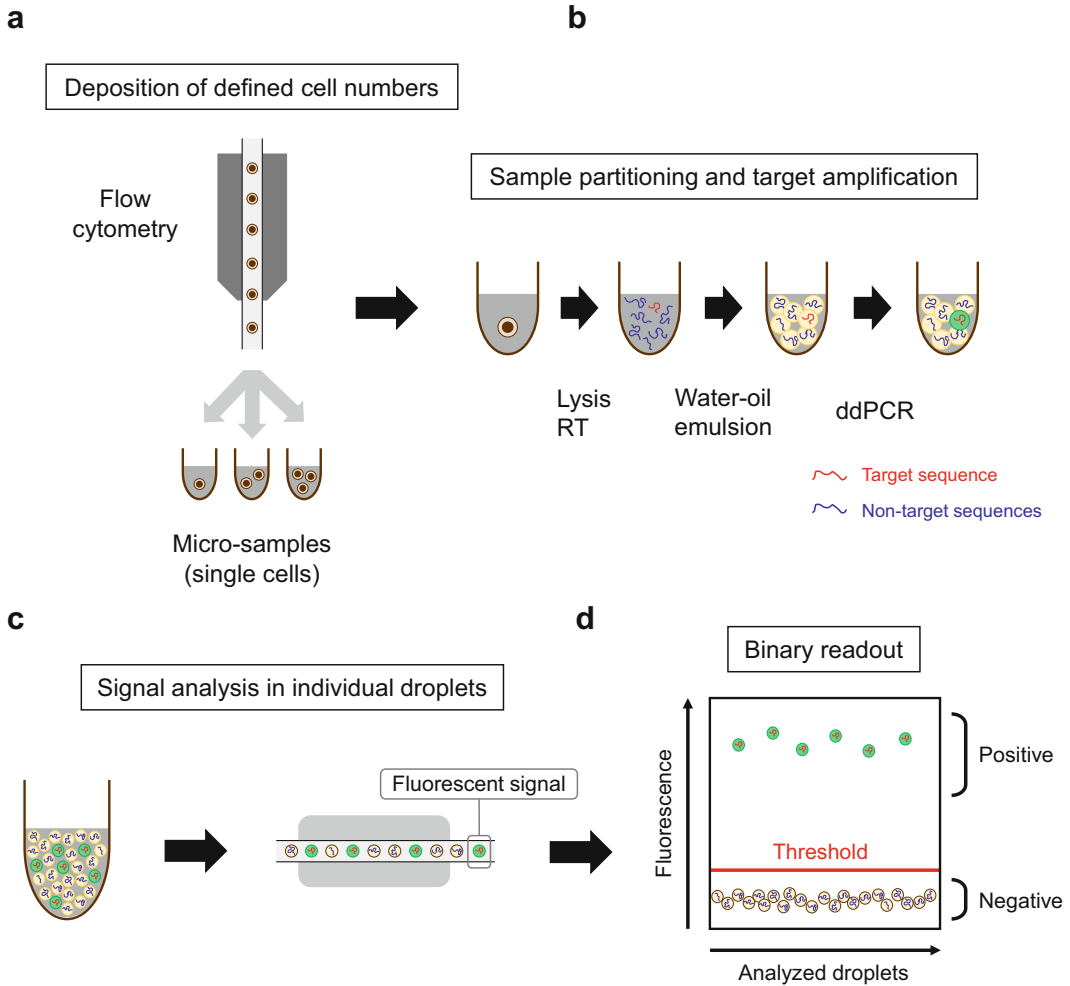 a
Deposition of defined cell numbers
Flow
cytometry
Micro-samples
(single cells)
b
Sample partitioning and target amplification
Lysis
RT
Water-oil
emulsion
ddPCR
Target sequence
Non-target sequences
c
Signal analysis in individual droplets
Fluorescent signal
d
Binary readout
Fluorescence
Positive
Threshold
Negative
Analyzed droplets